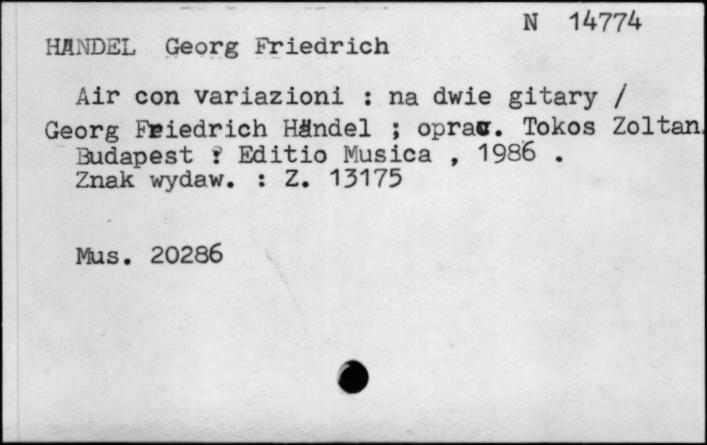 N 14774
HÄNDEL Georg Friedrich
Air con variazioni : na dwie gitary /
Georg Friedrich Händel ; oprac. Tokos Zoltan.
Budapest : Editio Musica , 1986 .
Znak wydaw. : Z. 13175
Mus. 20286